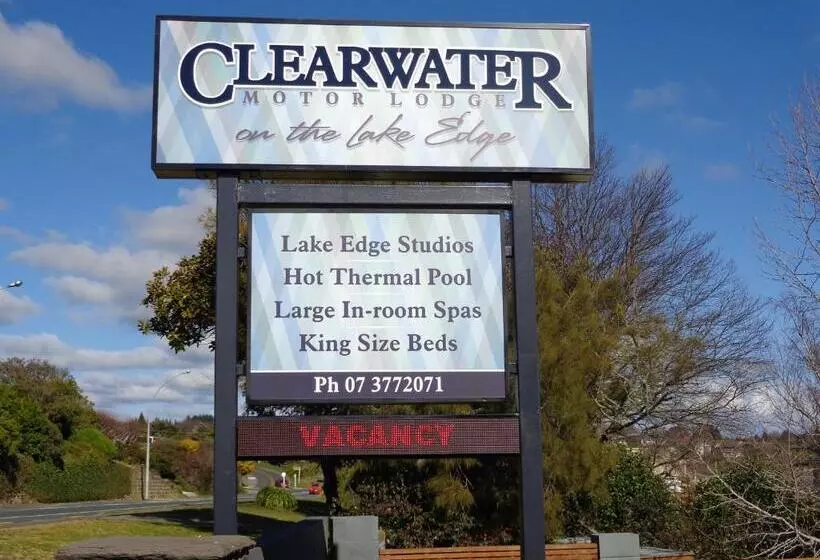 CLEARWATER
MOTOR LODGE
on the Lake Edge
Lake Edge Studios
Hot Thermal Pool
Large In-room Spas
King Size Beds
Ph 07 3772071
VACANCY